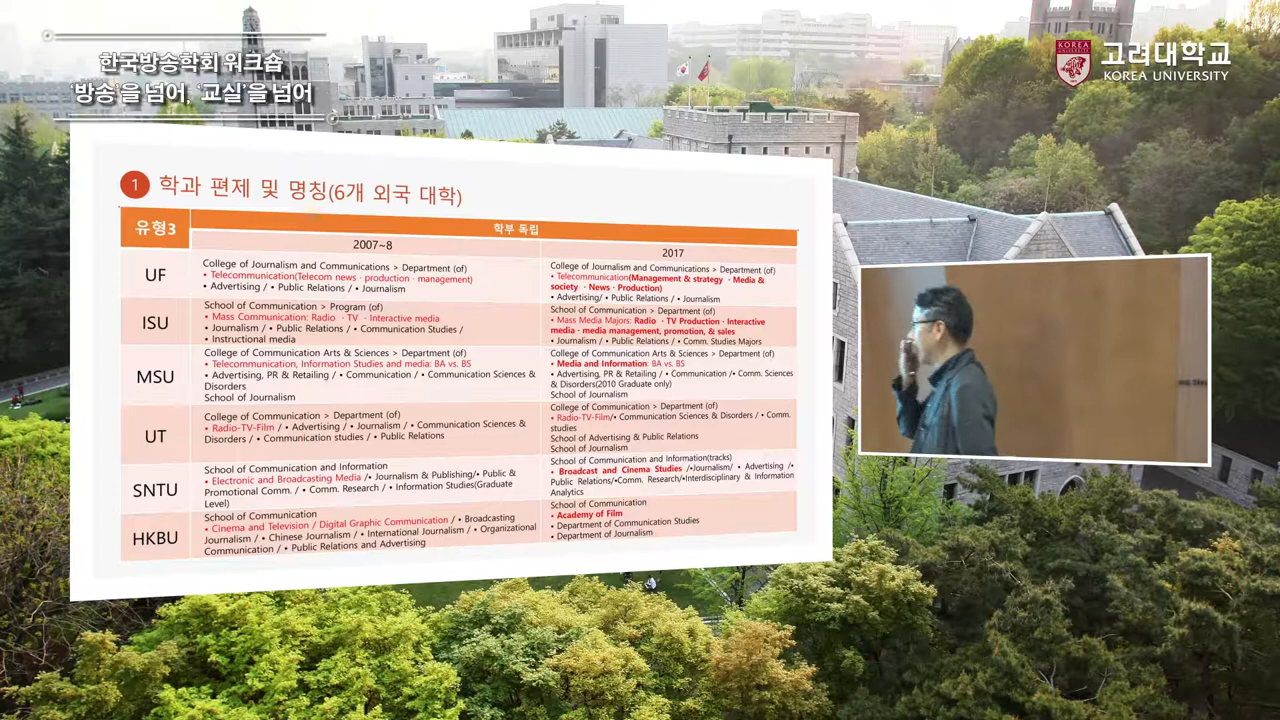 한국방송학회 워크숍
'방송'을 넘어, '교실'을 넘어
KOREA
고려대학교
KOREA UNIVERSITY
1 학과 편제 및 명칭(6개 외국 대학)
유형3
학부 독립
2007~8
2017
UF
College of Journalism and Communications > Department (of)
• Telecommunication(Telecom news · production · management)
• Advertising / • Public Relations / • Journalism
College of Journalism and Communications > Department (of)
• Telecommunication(Management & strategy · Media &
society · News · Production)
• Advertising/ • Public Relations / • Journalism
ISU
School of Communication > Program (of)
• Mass Communication: Radio · TV · Interactive media
• Journalism / • Public Relations / • Communication Studies /
• Instructional media
School of Communication > Department (of)
• Mass Media Majors: Radio · TV Production · Interactive
media · media management, promotion, & sales
• Journalism / • Public Relations / • Comm. Studies Majors
MSU
College of Communication Arts & Sciences > Department (of)
• Telecommunication, Information Studies and media: BA vs. BS
• Advertising, PR & Retailing / • Communication / • Communication Sciences &
Disorders
School of Journalism
College of Communication Arts & Sciences > Department (of)
• Media and Information: BA vs. BS
• Advertising, PR & Retailing / • Communication /• Comm. Sciences
& Disorders(2010 Graduate only)
School of Journalism
UT
College of Communication > Department (of)
• Radio-TV-Film / • Advertising / • Journalism / • Communication Sciences &
Disorders / • Communication studies / • Public Relations
College of Communication > Department (of)
• Radio-TV-Film/• Communication Sciences & Disorders / • Comm.
studies
School of Advertising & Public Relations
School of Journalism
SNTU
School of Communication and Information
• Electronic and Broadcasting Media /• Journalism & Publishing/• Public &
Promotional Comm. / • Comm. Research / • Information Studies(Graduate
Level)
School of Communication and Information(tracks)
• Broadcast and Cinema Studies /•Journalism/ • Advertising /•
Public Relations/•Comm. Research/•Interdisciplinary & Information
Analytics
HKBU
School of Communication
• Cinema and Television / Digital Graphic Communication / • Broadcasting
Journalism / • Chinese Journalism / • International Journalism / • Organizational
Communication / • Public Relations and Advertising
School of Communication
• Academy of Film
• Department of Communication Studies
• Department of Journalism